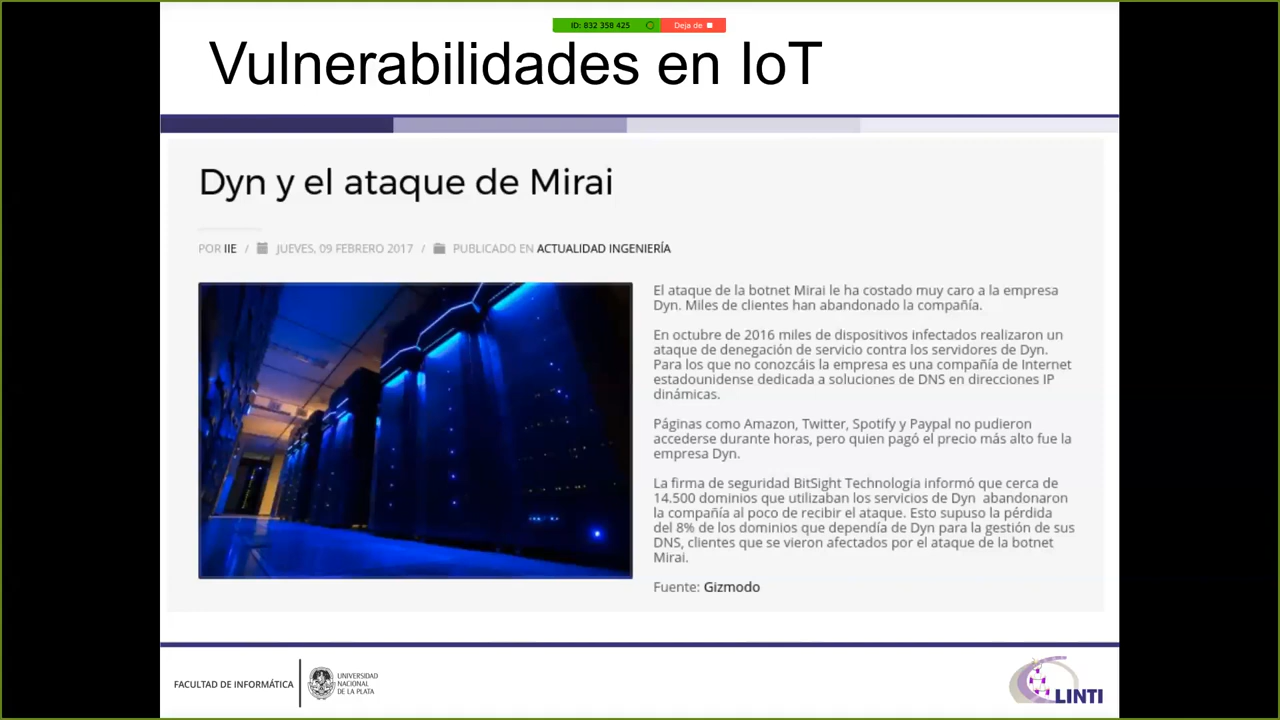 ID: 832 358 425
Deja de
Vulnerabilidades en IoT
Dyn y el ataque de Mirai
POR IIE / JUEVES, 09 FEBRERO 2017 / PUBLICADO EN ACTUALIDAD INGENIERÍA
El ataque de la botnet Mirai le ha costado muy caro a la empresa
Dyn. Miles de clientes han abandonado la compañía.
En octubre de 2016 miles de dispositivos infectados realizaron un
ataque de denegación de servicio contra los servidores de Dyn.
Para los que no conozcáis la empresa es una compañía de Internet
estadounidense dedicada a soluciones de DNS en direcciones IP
dinámicas.
Páginas como Amazon, Twitter, Spotify y Paypal no pudieron
accederse durante horas, pero quien pagó el precio más alto fue la
empresa Dyn.
La firma de seguridad BitSight Technologia informó que cerca de
14.500 dominios que utilizaban los servicios de Dyn abandonaron
la compañía al poco de recibir el ataque. Esto supuso la pérdida
del 8% de los dominios que dependía de Dyn para la gestión de sus
DNS, clientes que se vieron afectados por el ataque de la botnet
Mirai.
Fuente: Gizmodo
FACULTAD DE INFORMÁTICA
UNIVERSIDAD
NACIONAL
DE LA PLATA
LINTI